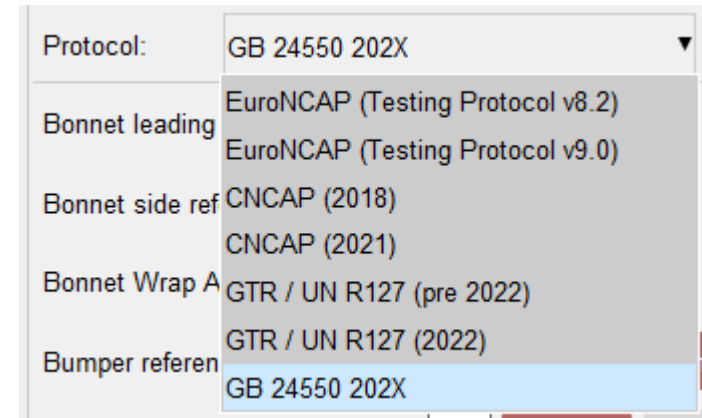 Protocol: GB 24550 202X
EuroNCAP (Testing Protocol v8.2)
Bonnet leading
EuroNCAP (Testing Protocol v9.0)
Bonnet side ref
CNCAP (2018)
CNCAP (2021)
Bonnet Wrap A
GTR / UN R127 (pre 2022)
GTR / UN R127 (2022)
Bumper referen
GB 24550 202X